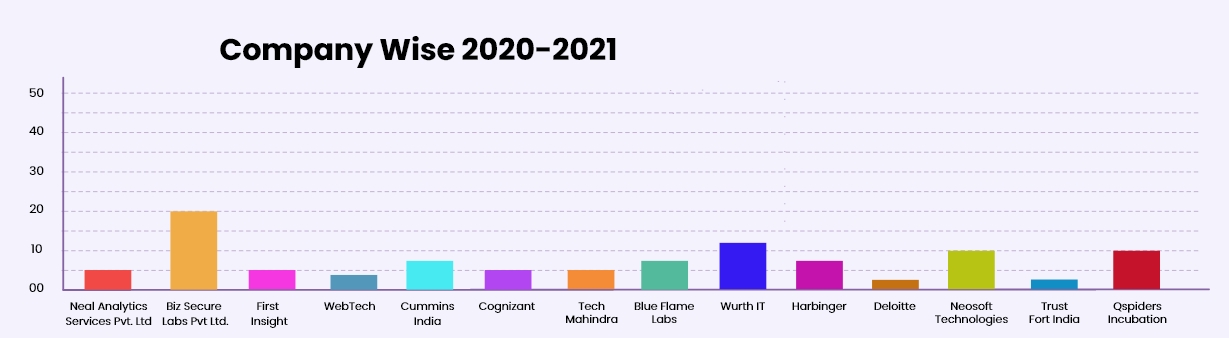 Company Wise 2020-2021
50
40
30
20
10
00
Neal Analytics
Services Pvt. Ltd
Biz Secure
Labs Pvt Ltd.
First
Insight
WebTech
Cummins
India
Cognizant
Tech
Mahindra
Blue Flame
Labs
Wurth IT
Harbinger
Deloitte
Neosoft
Technologies
Trust
Fort India
Qspiders
Incubation